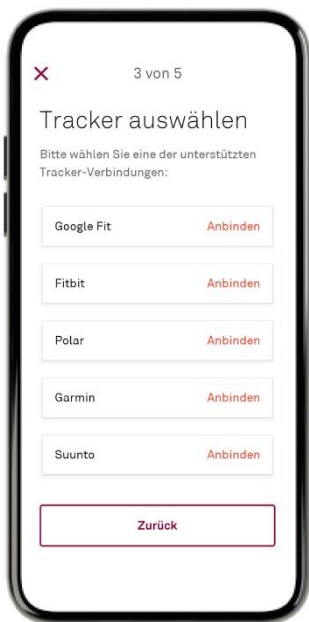 3 von 5
Tracker auswählen
Bitte wählen Sie eine der unterstützten
Tracker-Verbindungen:
Google Fit Anbinden
Fitbit Anbinden
Polar Anbinden
Garmin Anbinden
Suunto Anbinden
Zurück